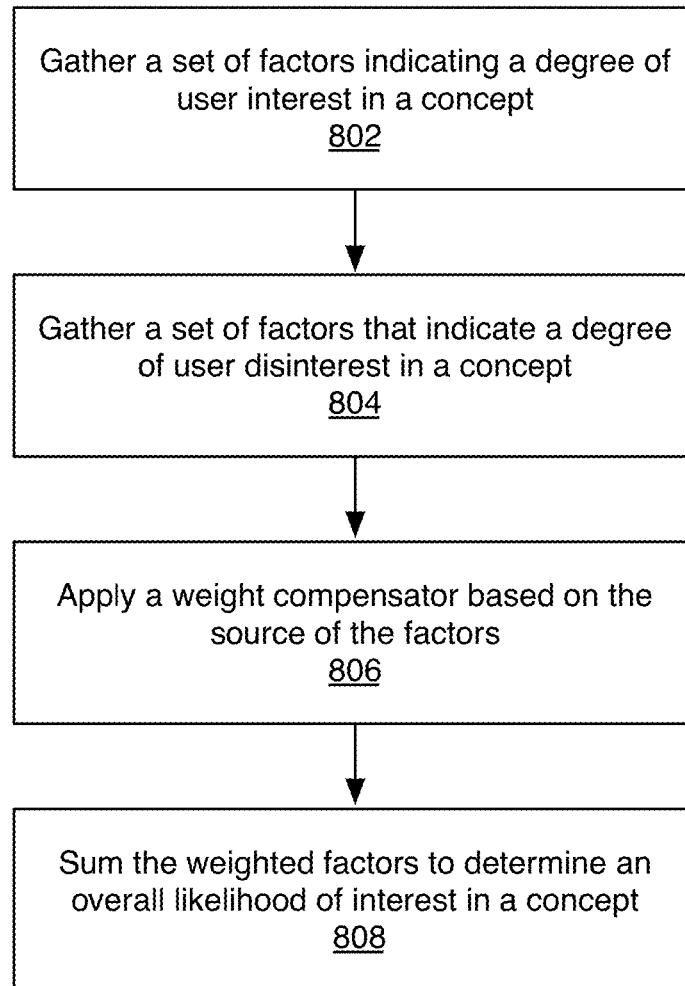 Gather a set of factors indicating a degree of
user interest in a concept
802
Gather a set of factors that indicate a degree
of user disinterest in a concept
804
Apply a weight compensator based on the
source of the factors
806
Sum the weighted factors to determine an
overall likelihood of interest in a concept
808